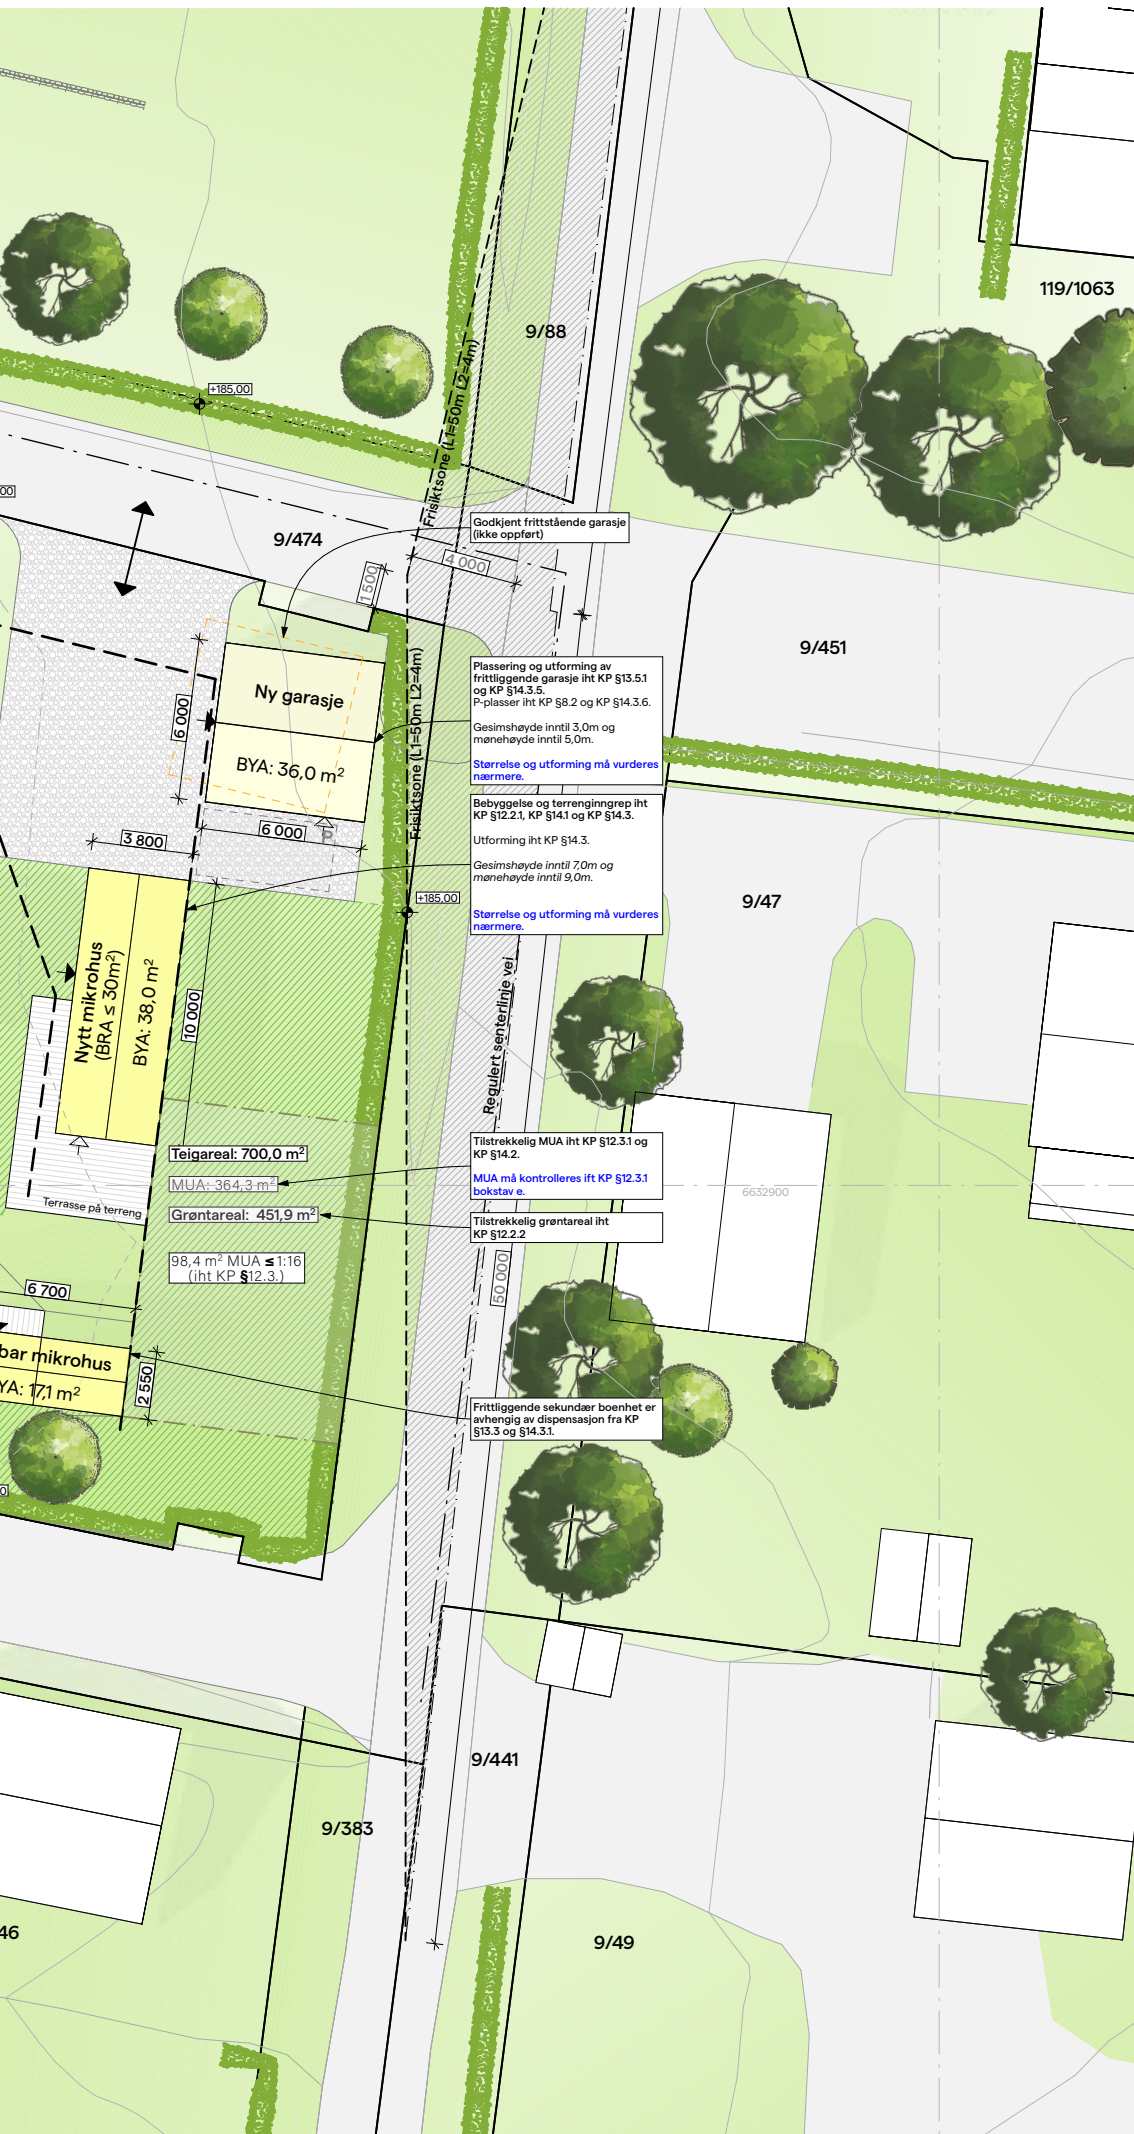 9/88
119/1063
+185,00
00
Frisiktsone (L1=50m L2=4m)
9/474
Godkjent frittstående garasje
(ikke oppført)
4 000
1 500
9/451
Plassering og utforming av
frittliggende garasje iht KP §13.5.1
og KP §14.3.5.
P-plasser iht KP §8.2 og KP §14.3.6.
Gesimshøyde inntil 3,0m og
mønehøyde inntil 5,0m.
Størrelse og utforming må vurderes
nærmere.
Ny garasje
6 000
BYA: 36,0 m²
Frisiktsone (L1=50m L2=4m)
6 000
P
3 800
Bebyggelse og terrenginngrep iht
KP §12.2.1, KP §14.1 og KP §14.3.
Utforming iht KP §14.3.
Gesimshøyde inntil 7,0m og
mønehøyde inntil 9,0m.
Størrelse og utforming må vurderes
nærmere.
+185,00
9/47
Nytt mikrohus
(BRA ≤ 30m²)
BYA: 38,0 m²
10 000
Regulert senterlinje vei
Teigareal: 700,0 m²
MUA: 364,3 m²
Grøntareal: 451,9 m²
98,4 m² MUA ≤ 1:16
(iht KP §12.3.)
Terrasse på terreng
Tilstrekkelig MUA iht KP §12.3.1 og
KP §14.2.
MUA må kontrolleres ift KP §12.3.1
bokstav e.
Tilstrekkelig grøntareal iht
KP §12.2.2
6632900
50 000
6 700
bar mikrohus
YA: 17,1 m²
2 550
Frittliggende sekundær boenhet er
avhengig av dispensasjon fra KP
§13.3 og §14.3.1.
0
9/441
9/383
46
9/49